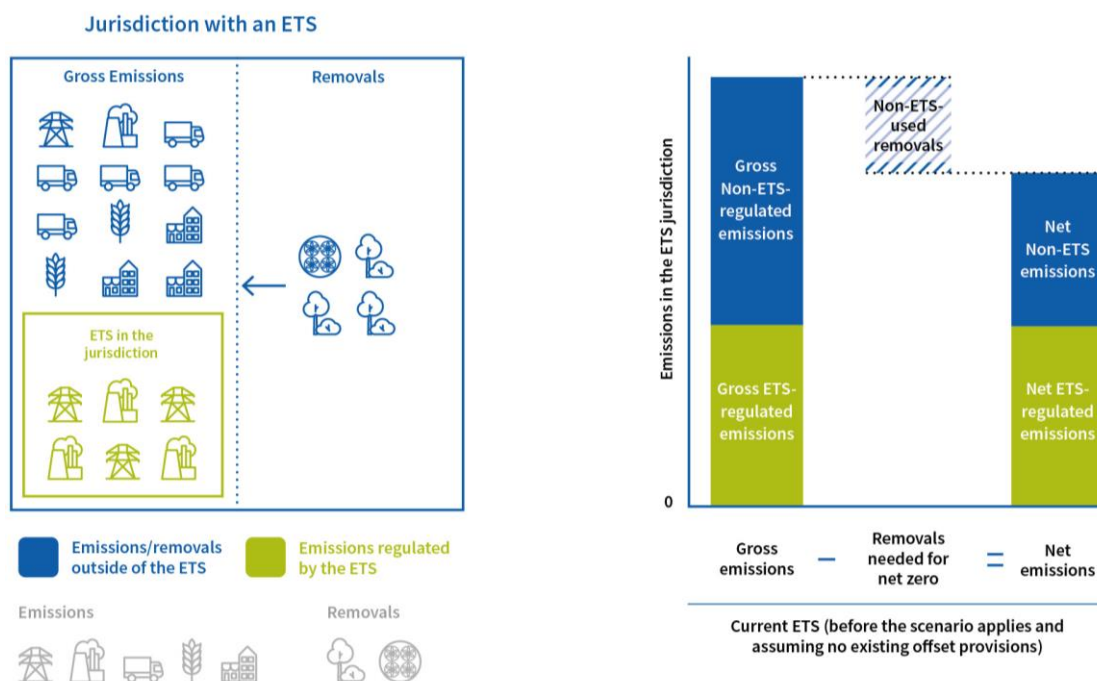 Jurisdiction with an ETS
Gross Emissions
Removals
ETS in the
jurisdiction
Emissions/removals
outside of the ETS
Emissions regulated
by the ETS
Emissions
Removals
Emissions in the ETS jurisdiction
0
Gross
Non-ETS-
regulated
emissions
Gross ETS-
regulated
emissions
Non-ETS-
used
removals
Net
Non-ETS
emissions
Net ETS-
regulated
emissions
Gross
emissions
−
Removals
needed for
net zero
=
Net
emissions
Current ETS (before the scenario applies and
assuming no existing offset provisions)